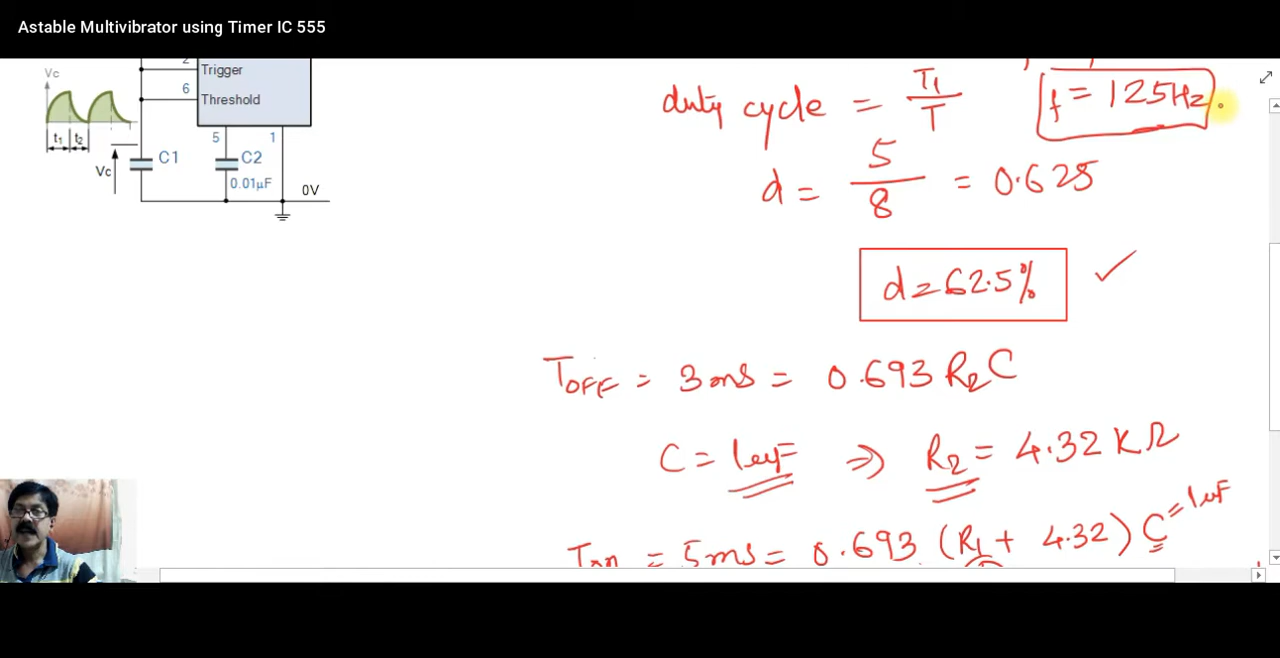 Astable Multivibrator using Timer IC 555
Vc
2
Trigger
6
Threshold
t1 t2
5 1
Vc
C1
C2
0.01µF
0V
duty cycle = T1/T
f = 125Hz.
d = 5/8 = 0.625
d = 62.5%
TOFF = 3ms = 0.693 R2C
C = 1uF ⇒ R2 = 4.32 KΩ
Ton = 5ms = 0.693 (R1 + 4.32) C = 1uF